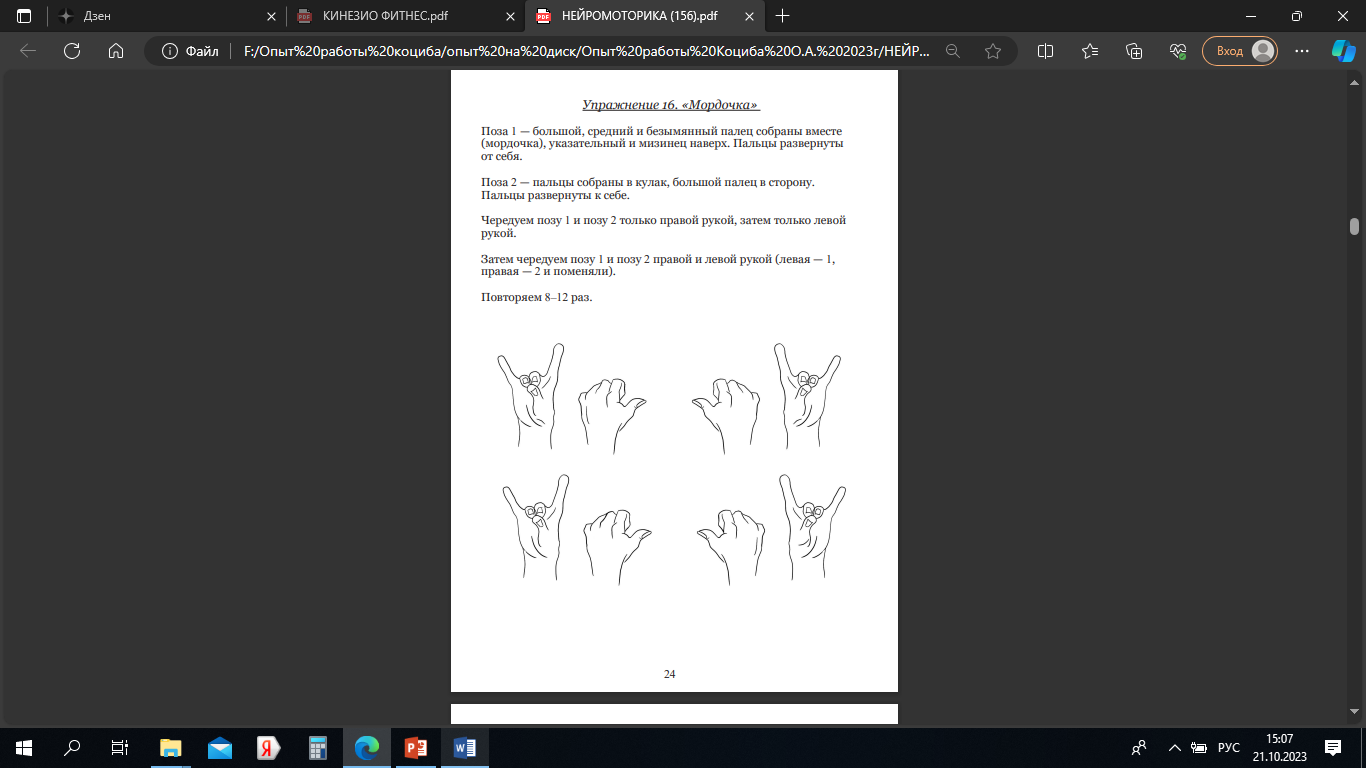 Дзен
КИНЕЗИО ФИТНЕС.pdf
НЕЙРОМОТОРИКА (156).pdf
Файл
F:/Опыт%20работы%20коциба/опыт%20на%20диск/Опыт%20работы%20Коциба%20О.А.%202023г/НЕЙР...
Вход
Упражнение 16. «Мордочка»
Поза 1 — большой, средний и безымянный палец собраны вместе
(мордочка), указательный и мизинец наверх. Пальцы развернуты
от себя.
Поза 2 — пальцы собраны в кулак, большой палец в сторону.
Пальцы развернуты к себе.
Чередуем позу 1 и позу 2 только правой рукой, затем только левой
рукой.
Затем чередуем позу 1 и позу 2 правой и левой рукой (левая — 1,
правая — 2 и поменяли).
Повторяем 8–12 раз.
24
РУС
15:07
21.10.2023